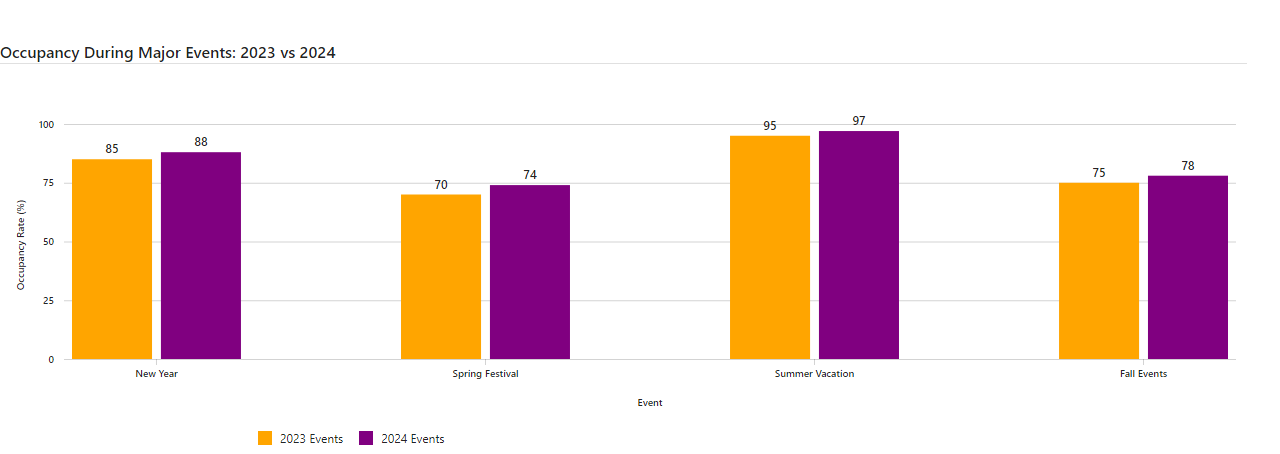 Occupancy During Major Events: 2023 vs 2024
100
75
50
25
0
Occupancy Rate (%)
85 88
70 74
95 97
75 78
New Year Spring Festival Summer Vacation Fall Events
Event
2023 Events 2024 Events